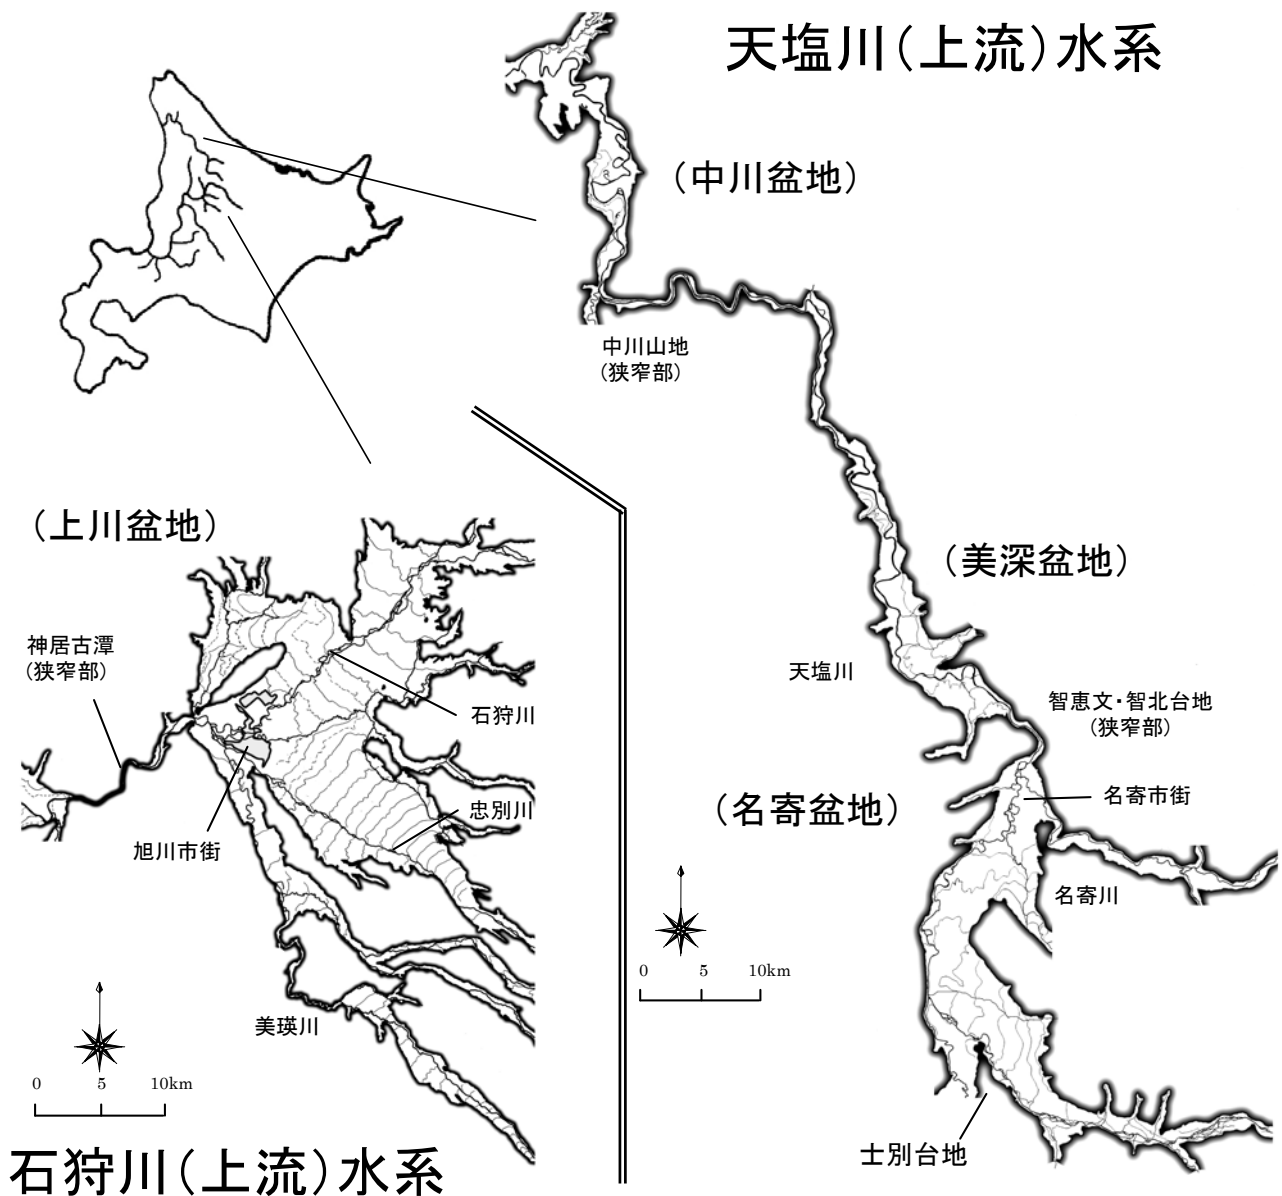 天塩川(上流)水系
(中川盆地)
中川山地
(狭窄部)
(上川盆地)
(美深盆地)
神居古潭
(狭窄部)
天塩川
智恵文・智北台地
(狭窄部)
石狩川
(名寄盆地)
名寄市街
忠別川
旭川市街
名寄川
0 5 10km
美瑛川
0 5 10km
士別台地
石狩川(上流)水系